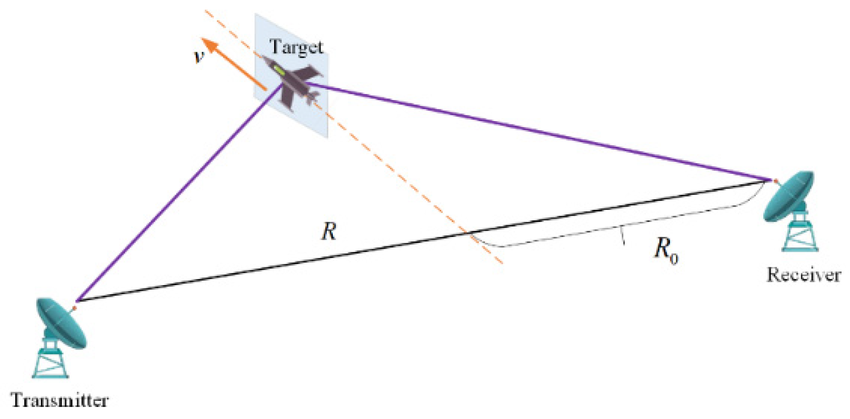 Target
v
R
R₀
Receiver
Transmitter